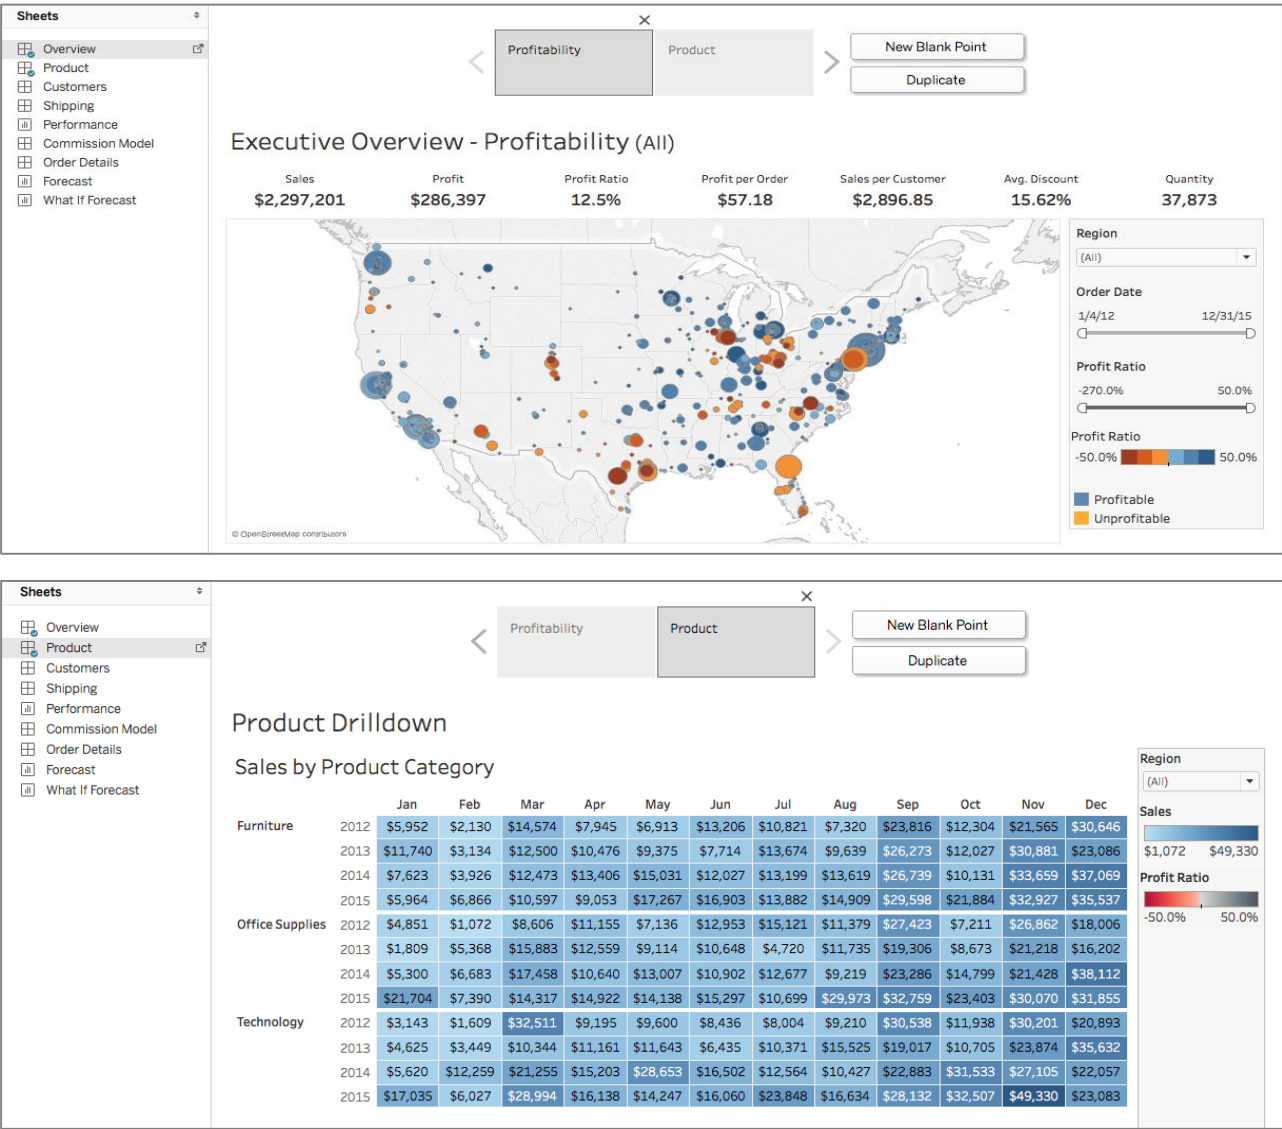 Sheets
Overview
Product
Customers
Shipping
Performance
Commission Model
Order Details
Forecast
What If Forecast
Profitability
Product
New Blank Point
Duplicate
Executive Overview - Profitability (All)
Sales Profit Profit Ratio Profit per Order Sales per Customer Avg. Discount Quantity
$2,297,201 $286,397 12.5% $57.18 $2,896.85 15.62% 37,873
Region
(All)
Order Date
1/4/12 12/31/15
Profit Ratio
-270.0% 50.0%
Profit Ratio
-50.0% 50.0%
Profitable
Unprofitable
© OpenStreetMap contributors
Sheets
Overview
Product
Customers
Shipping
Performance
Commission Model
Order Details
Forecast
What If Forecast
Profitability
Product
New Blank Point
Duplicate
Product Drilldown
Sales by Product Category
Jan Feb Mar Apr May Jun Jul Aug Sep Oct Nov Dec
Furniture 2012 $5,952 $2,130 $14,574 $7,945 $6,913 $13,206 $10,821 $7,320 $23,816 $12,304 $21,565 $30,646
2013 $11,740 $3,134 $12,500 $10,476 $9,375 $7,714 $13,674 $9,639 $26,273 $12,027 $30,881 $23,086
2014 $7,623 $3,926 $12,473 $13,406 $15,031 $12,027 $13,199 $13,619 $26,739 $10,131 $33,659 $37,069
2015 $5,964 $6,866 $10,597 $9,053 $17,267 $16,903 $13,882 $14,909 $29,598 $21,884 $32,927 $35,537
Office Supplies 2012 $4,851 $1,072 $8,606 $11,155 $7,136 $12,953 $15,121 $11,379 $27,423 $7,211 $26,862 $18,006
2013 $1,809 $5,368 $15,883 $12,559 $9,114 $10,648 $4,720 $11,735 $19,306 $8,673 $21,218 $16,202
2014 $5,300 $6,683 $17,458 $10,640 $13,007 $10,902 $12,677 $9,219 $23,286 $14,799 $21,428 $38,112
2015 $21,704 $7,390 $14,317 $14,922 $14,138 $15,297 $10,699 $29,973 $32,759 $23,403 $30,070 $31,855
Technology 2012 $3,143 $1,609 $32,511 $9,195 $9,600 $8,436 $8,004 $9,210 $30,538 $11,938 $30,201 $20,893
2013 $4,625 $3,449 $10,344 $11,161 $11,643 $6,435 $10,371 $15,525 $19,017 $10,705 $23,874 $35,632
2014 $5,620 $12,259 $21,255 $15,203 $28,653 $16,502 $12,564 $10,427 $22,883 $31,533 $27,105 $22,057
2015 $17,035 $6,027 $28,994 $16,138 $14,247 $16,060 $23,848 $16,634 $28,132 $32,507 $49,330 $23,083
Region
(All)
Sales
$1,072 $49,330
Profit Ratio
-50.0% 50.0%